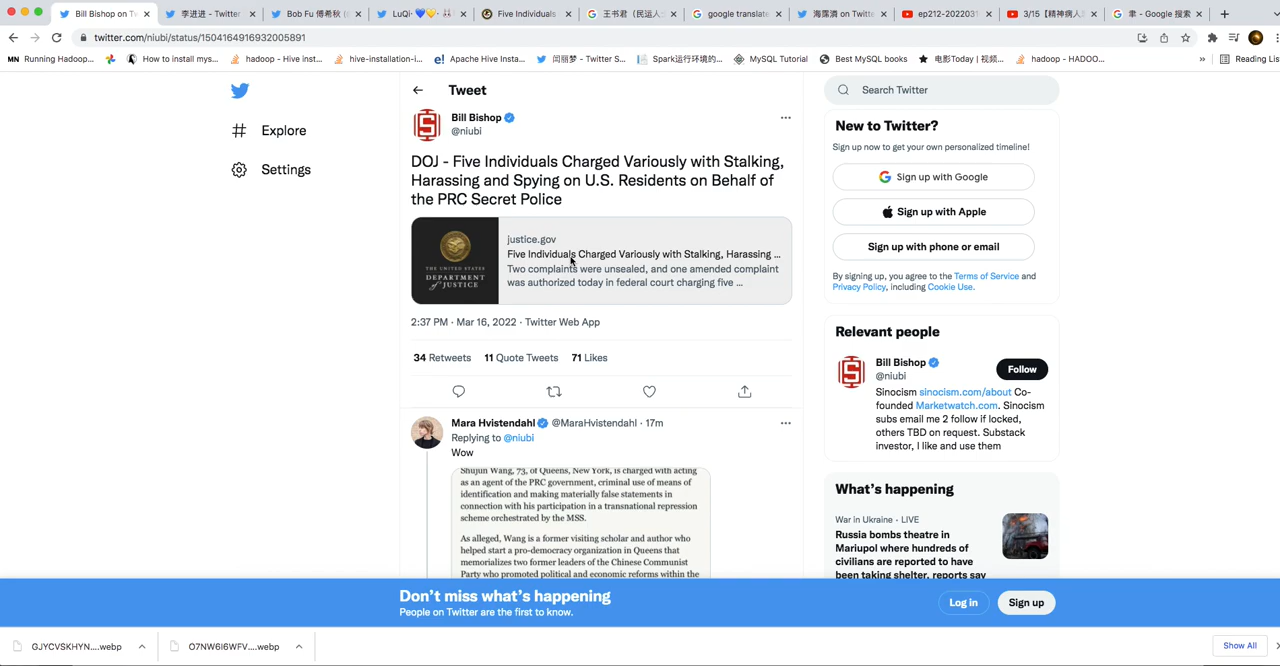 Bill Bishop on Tw
李进进 - Twitter
Bob Fu 傅希秋
LuQi
Five Individuals
王书君（民运人
google translate
海霈滴 on Twitte
ep212-2022031
3/15【精神病人
聿 - Google 搜索
twitter.com/niubi/status/1504164916932005891
MN Running Hadoop...
How to install mys...
hadoop - Hive inst...
hive-installation-i...
e! Apache Hive Insta...
闫丽梦 - Twitter S...
Spark运行环境的...
MySQL Tutorial
Best MySQL books
电影Today | 视频...
hadoop - HADOO...
»
Reading Lis
Explore
Settings
Tweet
Bill Bishop
@niubi
DOJ - Five Individuals Charged Variously with Stalking,
Harassing and Spying on U.S. Residents on Behalf of
the PRC Secret Police
THE UNITED STATES
DEPARTMENT
of JUSTICE
justice.gov
Five Individuals Charged Variously with Stalking, Harassing ...
Two complaints were unsealed, and one amended complaint
was authorized today in federal court charging five ...
2:37 PM · Mar 16, 2022 · Twitter Web App
34 Retweets 11 Quote Tweets 71 Likes
Mara Hvistendahl @MaraHvistendahl · 17m
Replying to @niubi
Wow
Shujun Wang, 73, of Queens, New York, is charged with acting
as an agent of the PRC government, criminal use of means of
identification and making materially false statements in
connection with his participation in a transnational repression
scheme orchestrated by the MSS.
As alleged, Wang is a former visiting scholar and author who
helped start a pro-democracy organization in Queens that
memorializes two former leaders of the Chinese Communist
Party who promoted political and economic reforms within the
Search Twitter
New to Twitter?
Sign up now to get your own personalized timeline!
Sign up with Google
Sign up with Apple
Sign up with phone or email
By signing up, you agree to the Terms of Service and
Privacy Policy, including Cookie Use.
Relevant people
Bill Bishop
@niubi
Follow
Sinocism sinocism.com/about Co-
founded Marketwatch.com. Sinocism
subs email me 2 follow if locked,
others TBD on request. Substack
investor, I like and use them
What's happening
War in Ukraine · LIVE
Russia bombs theatre in
Mariupol where hundreds of
civilians are reported to have
been taking shelter, reports say
Don't miss what's happening
People on Twitter are the first to know.
Log in
Sign up
GJYCVSKHYN....webp
O7NW6I6WFV....webp
Show All